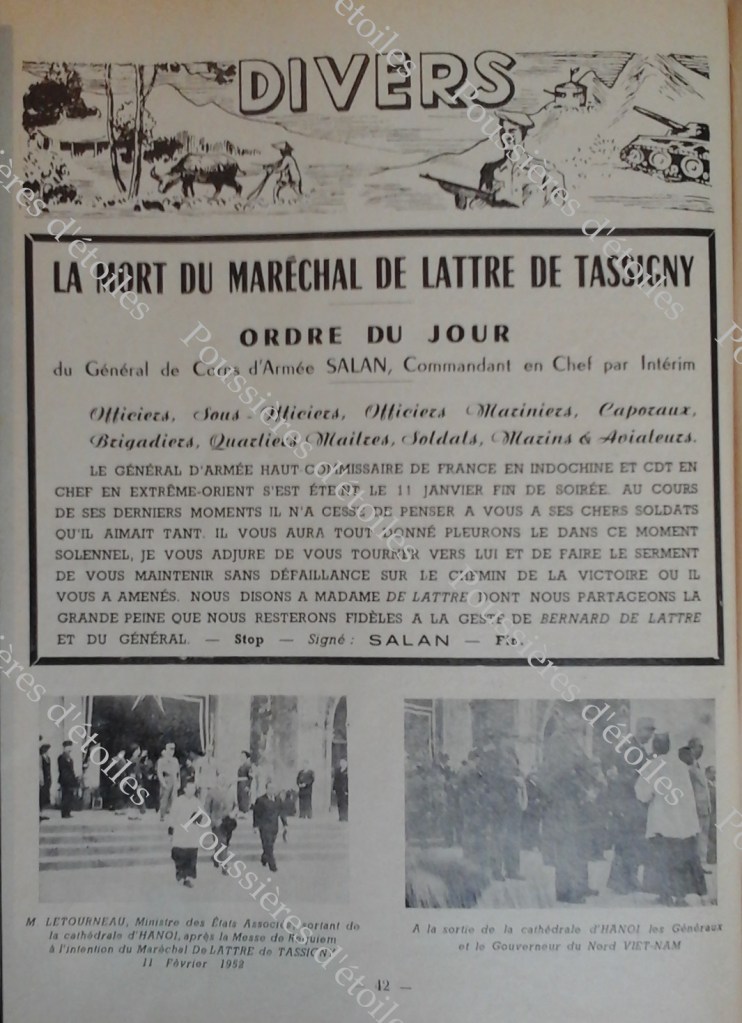 DIVERS
LA MORT DU MARÉCHAL DE LATTRE DE TASSIGNY
ORDRE DU JOUR
du Général de Corps d'Armée SALAN, Commandant en Chef par Intérim
Officiers, Sous-Officiers, Officiers Mariniers, Caporaux,
Brigadiers, Quartiers Maîtres, Soldats, Marins & Aviateurs.
LE GÉNÉRAL D'ARMÉE HAUT-COMMISSAIRE DE FRANCE EN INDOCHINE ET CDT EN
CHEF EN EXTRÊME-ORIENT S'EST ÉTEINT LE 11 JANVIER FIN DE SOIRÉE. AU COURS
DE SES DERNIERS MOMENTS IL N'A CESSÉ DE PENSER A VOUS A SES CHERS SOLDATS
QU'IL AIMAIT TANT. IL VOUS AURA TOUT DONNÉ PLEURONS LE DANS CE MOMENT
SOLENNEL, JE VOUS ADJURE DE VOUS TOURNER VERS LUI ET DE FAIRE LE SERMENT
DE VOUS MAINTENIR SANS DÉFAILLANCE SUR LE CHEMIN DE LA VICTOIRE OU IL
VOUS A AMENÉS. NOUS DISONS A MADAME DE LATTRE DONT NOUS PARTAGEONS LA
GRANDE PEINE QUE NOUS RESTERONS FIDÈLES A LA GESTE DE BERNARD DE LATTRE
ET DU GÉNÉRAL. — Stop — Signé : SALAN —
M LETOURNEAU, Ministre des États Associés sortant de
la cathédrale d'HANOI, après la Messe de Requiem
à l'intention du Maréchal De LATTRE de TASSIGNY
11 Février 1952
A la sortie de la cathédrale d'HANOI les Généraux
et le Gouverneur du Nord VIET-NAM
42 —
Poussières d'étoiles